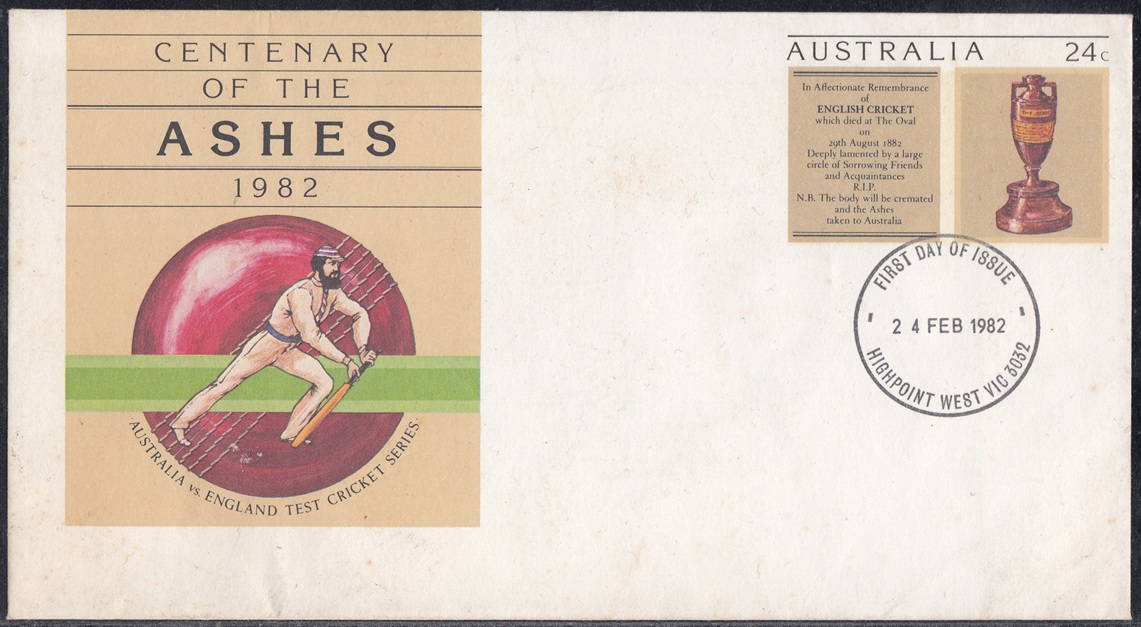 CENTENARY
OF THE
ASHES
1982
AUSTRALIA vs. ENGLAND TEST CRICKET SERIES
AUSTRALIA 24c
In Affectionate Remembrance
of
ENGLISH CRICKET
which died at The Oval
on
29th August 1882
Deeply lamented by a large
circle of Sorrowing Friends
and Acquaintances
R.I.P.
N.B. The body will be cremated
and the Ashes
taken to Australia
THE ASHES
FIRST DAY OF ISSUE
24 FEB 1982
HIGHPOINT WEST VIC 3032